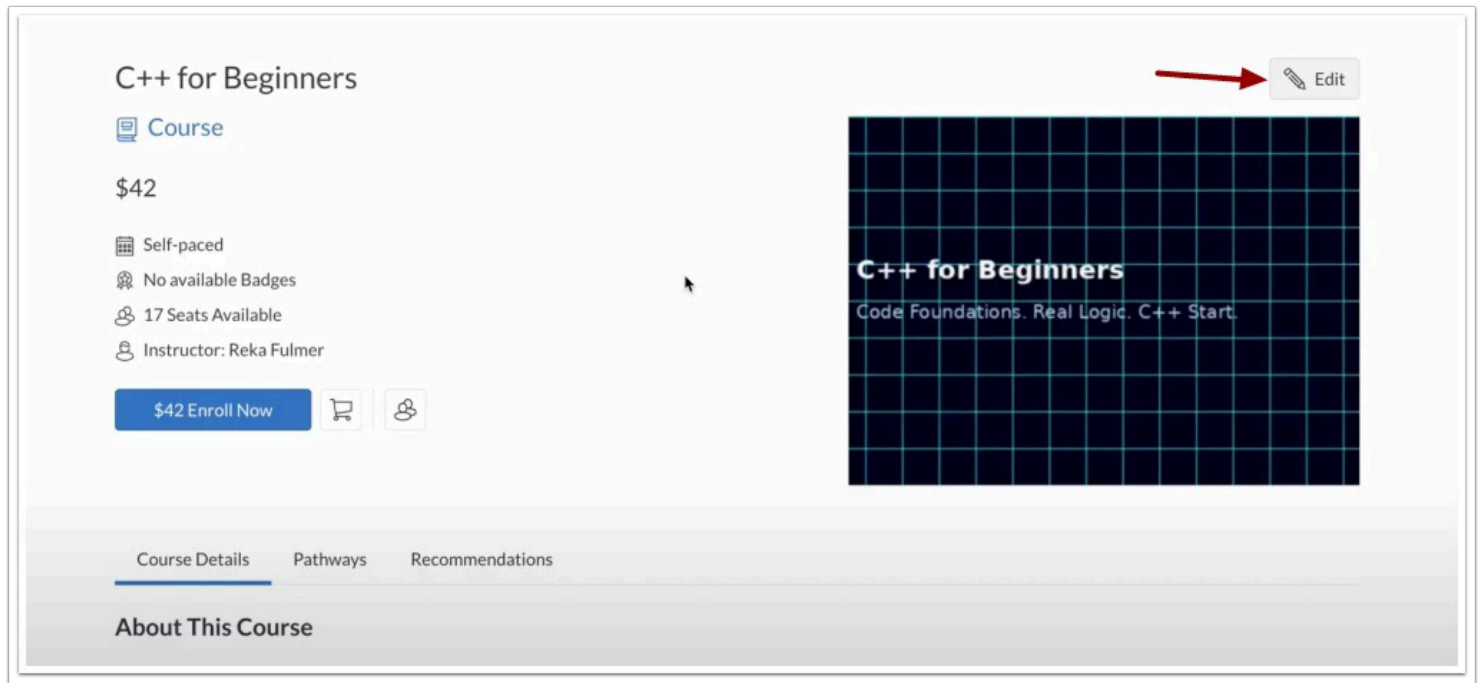 C++ for Beginners
Edit
Course
$42
Self-paced
No available Badges
17 Seats Available
Instructor: Reka Fulmer
$42 Enroll Now
C++ for Beginners
Code Foundations. Real Logic. C++ Start.
Course Details Pathways Recommendations
About This Course